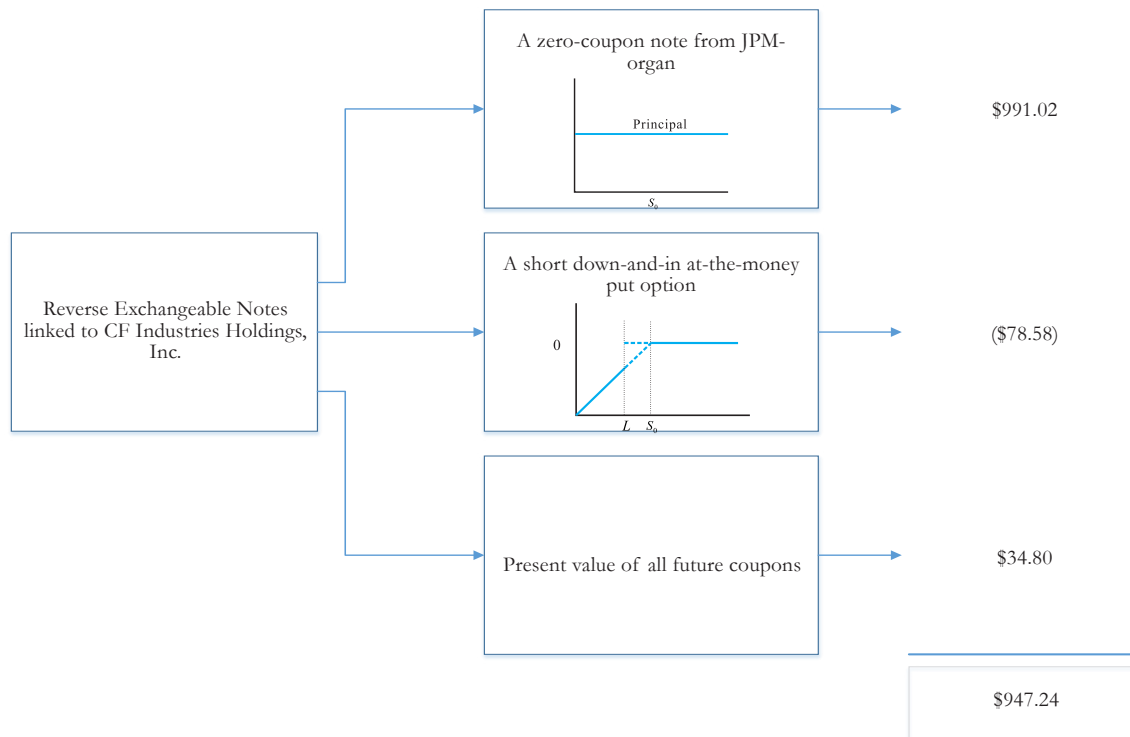 A zero-coupon note from JPM-
organ
Principal
S₀
$991.02
Reverse Exchangeable Notes
linked to CF Industries Holdings,
Inc.
A short down-and-in at-the-money
put option
0
L S₀
($78.58)
Present value of all future coupons
$34.80
$947.24